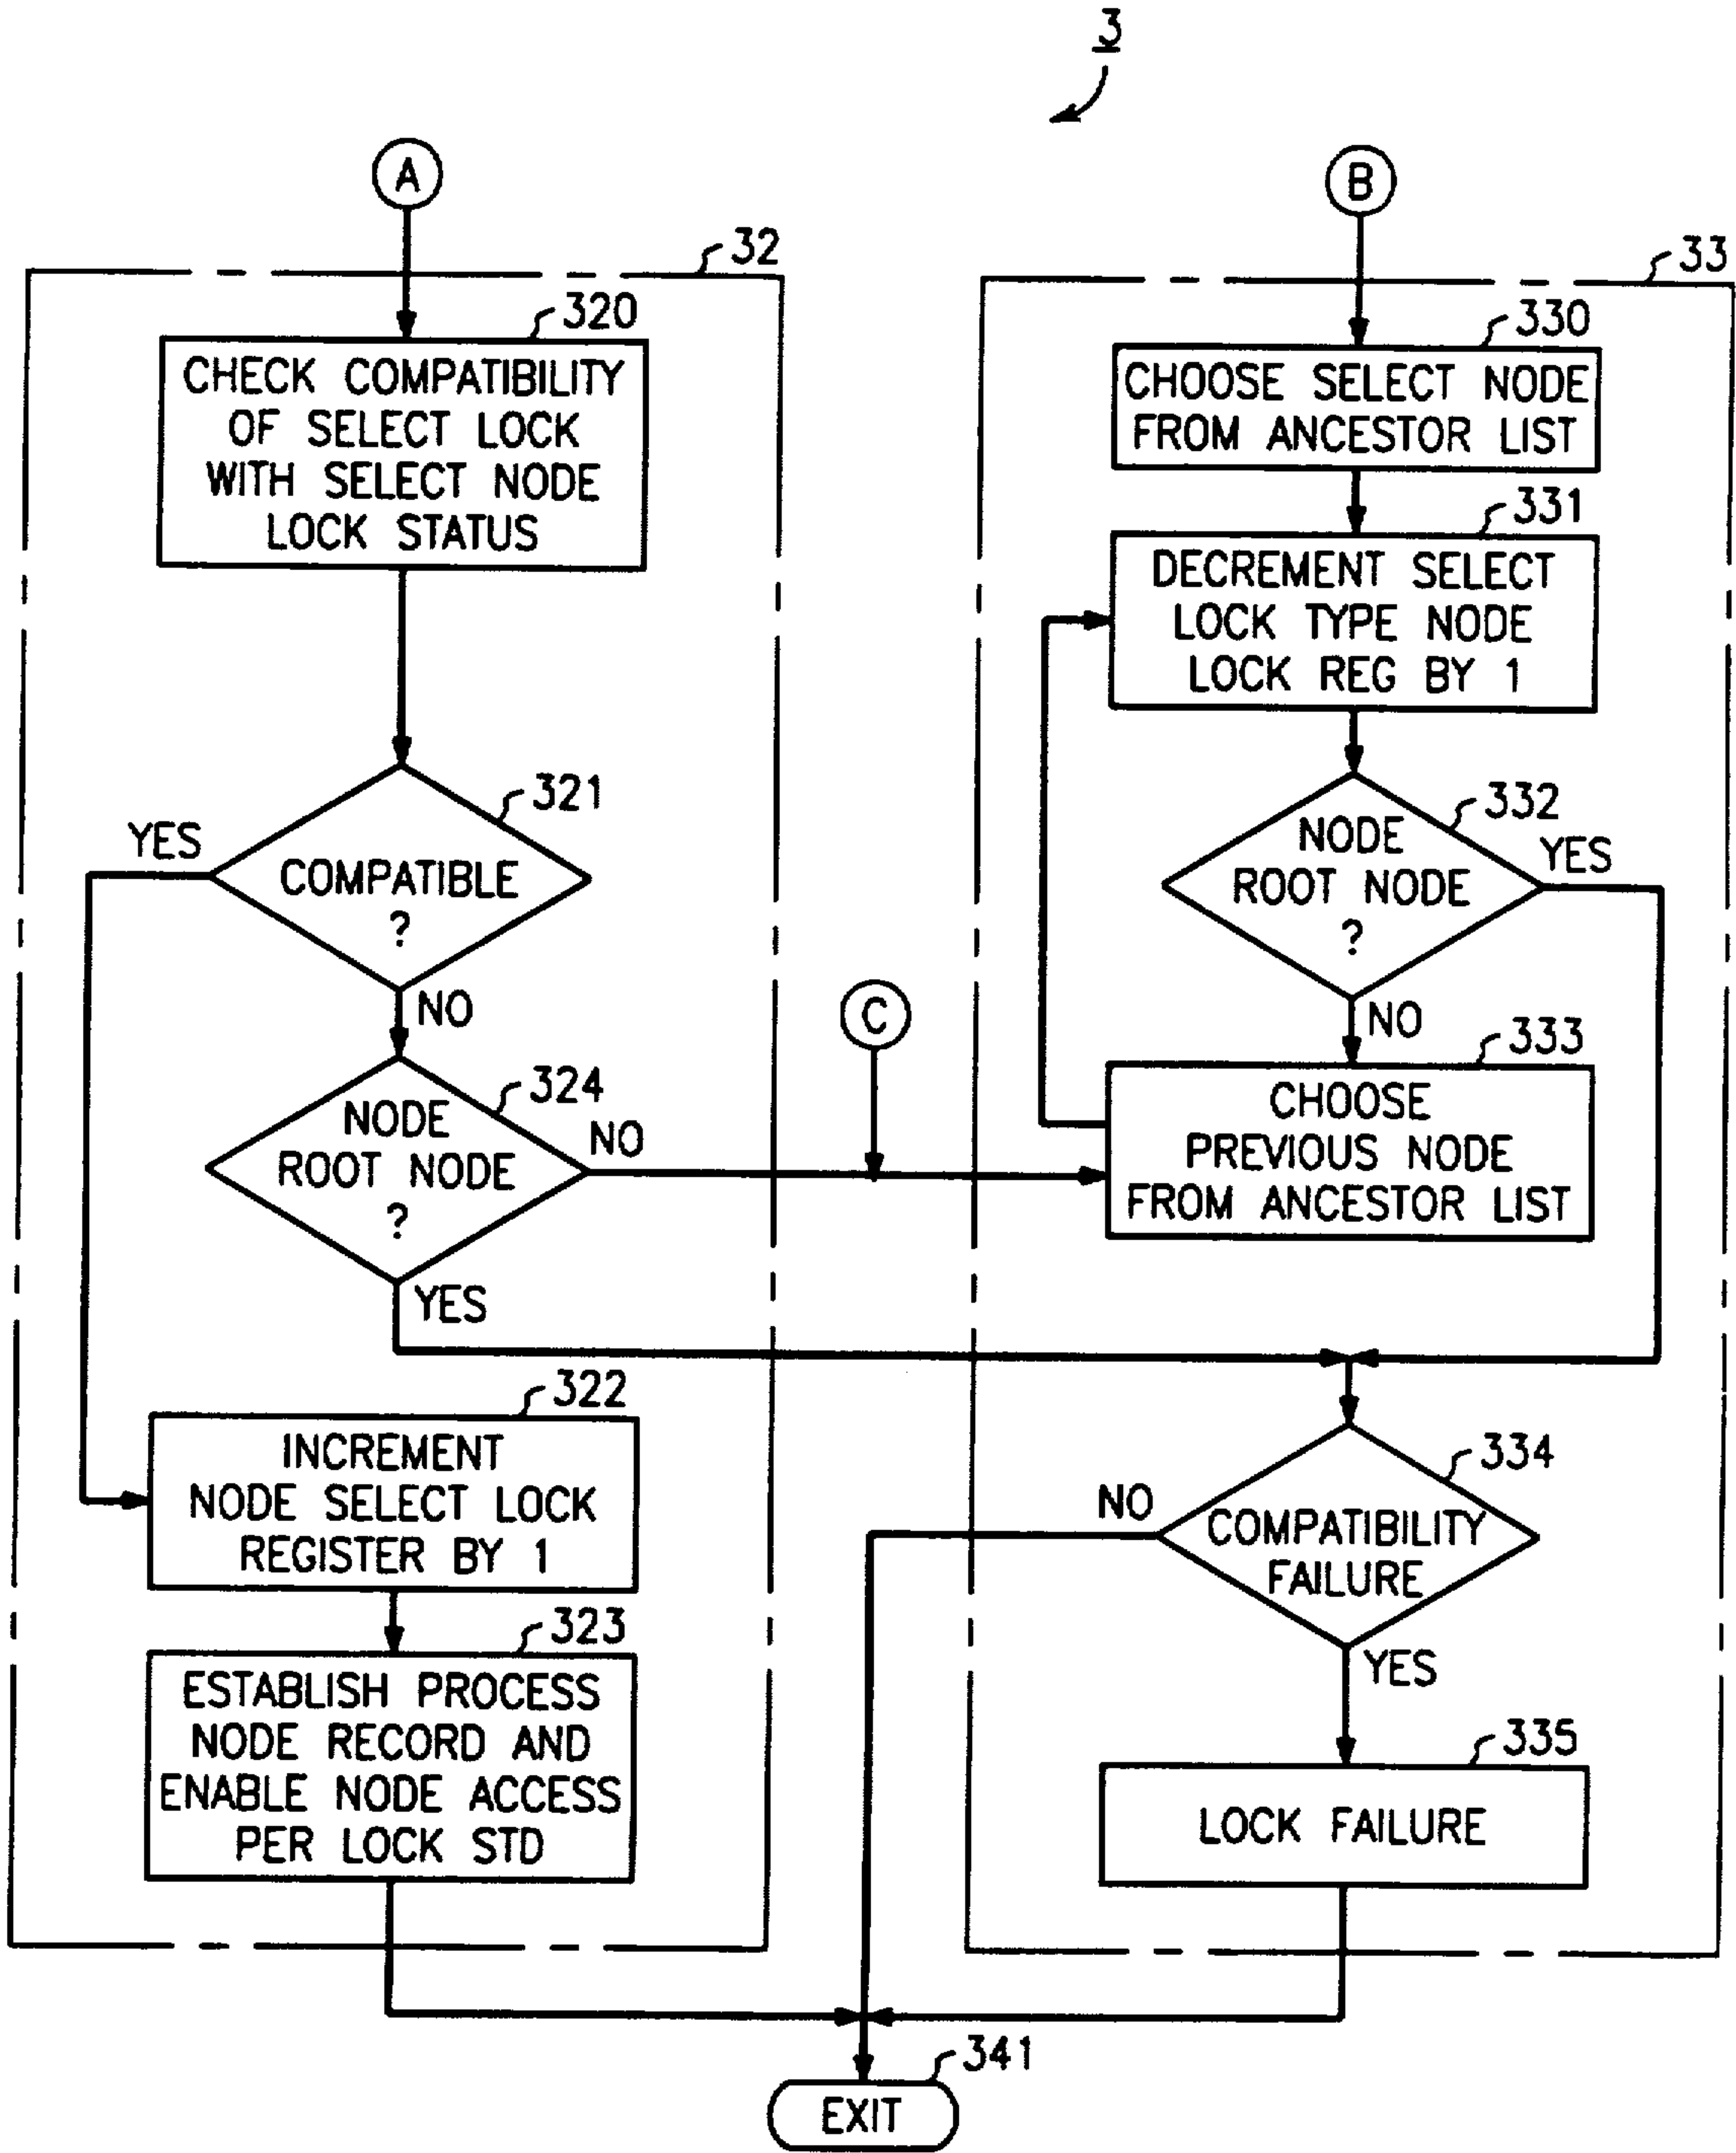 3
A
B
32
33
320
CHECK COMPATIBILITY
OF SELECT LOCK
WITH SELECT NODE
LOCK STATUS
321
COMPATIBLE
?
YES
NO
324
NODE
ROOT NODE
?
NO
YES
322
INCREMENT
NODE SELECT LOCK
REGISTER BY 1
323
ESTABLISH PROCESS
NODE RECORD AND
ENABLE NODE ACCESS
PER LOCK STD
C
330
CHOOSE SELECT NODE
FROM ANCESTOR LIST
331
DECREMENT SELECT
LOCK TYPE NODE
LOCK REG BY 1
332
NODE
ROOT NODE
?
YES
NO
333
CHOOSE
PREVIOUS NODE
FROM ANCESTOR LIST
334
COMPATIBILITY
FAILURE
NO
YES
335
LOCK FAILURE
341
EXIT